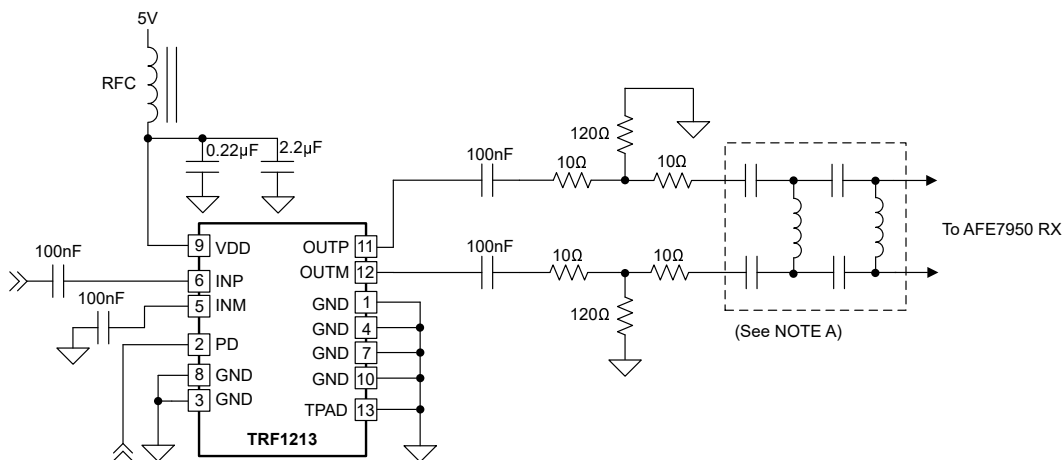 5V
RFC
0.22µF
2.2µF
100nF
10Ω
120Ω
10Ω
100nF
10Ω
120Ω
10Ω
To AFE7950 RX
(See NOTE A)
100nF
100nF
9 VDD
6 INP
5 INM
2 PD
8 GND
3 GND
OUTP 11
OUTM 12
GND 1
GND 4
GND 7
GND 10
TPAD 13
TRF1213